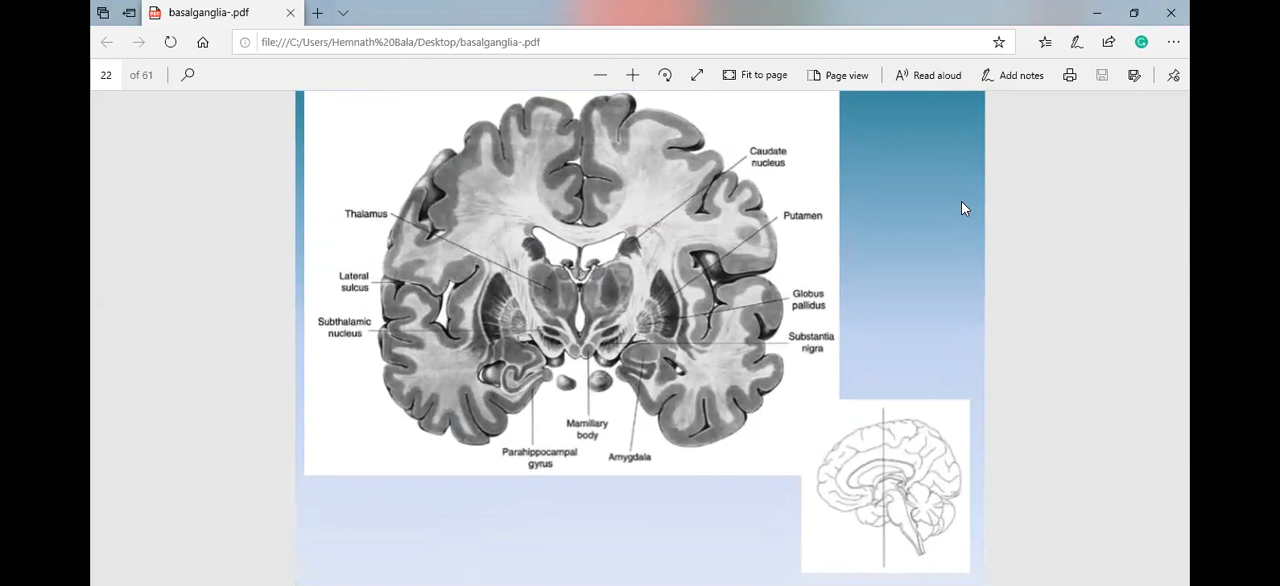 basalganglia-.pdf
file:///C:/Users/Hemnath%20Bala/Desktop/basalganglia-.pdf
22 of 61
Fit to page
Page view
Read aloud
Add notes
Caudate
nucleus
Thalamus
Putamen
Lateral
sulcus
Globus
pallidus
Subthalamic
nucleus
Substantia
nigra
Mamillary
body
Parahippocampal
gyrus
Amygdala